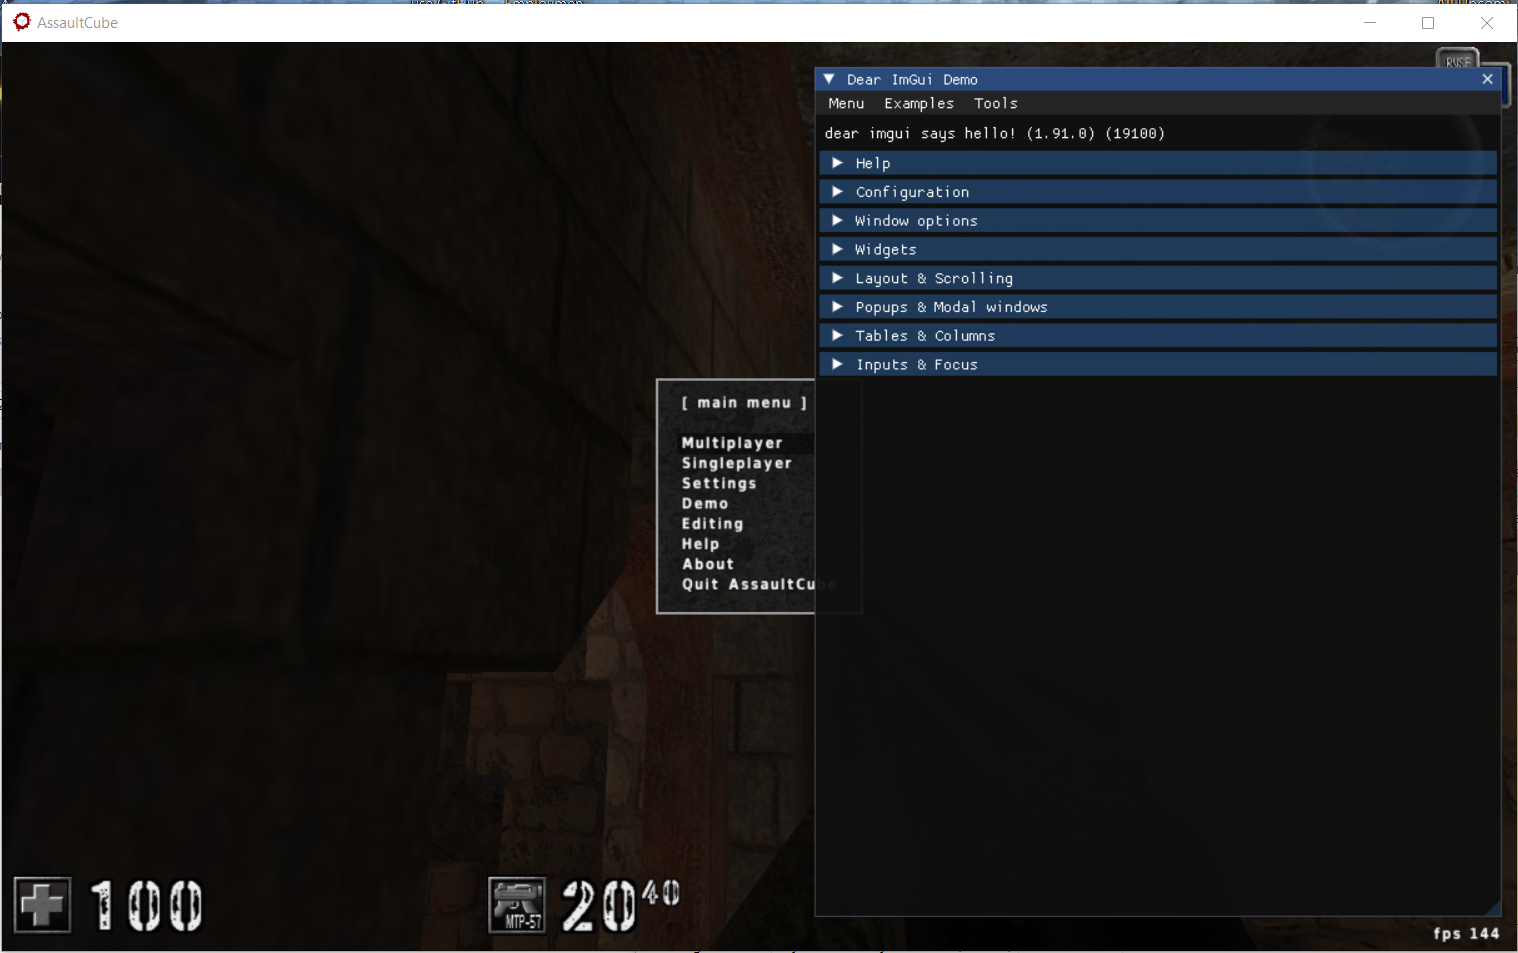 AssaultCube
RVSF
Dear ImGui Demo
Menu Examples Tools
dear imgui says hello! (1.91.0) (19100)
Help
Configuration
Window options
Widgets
Layout & Scrolling
Popups & Modal windows
Tables & Columns
Inputs & Focus
[ main menu ]
Multiplayer
Singleplayer
Settings
Demo
Editing
Help
About
Quit AssaultCube
100
MTP-57
20 40
fps 144